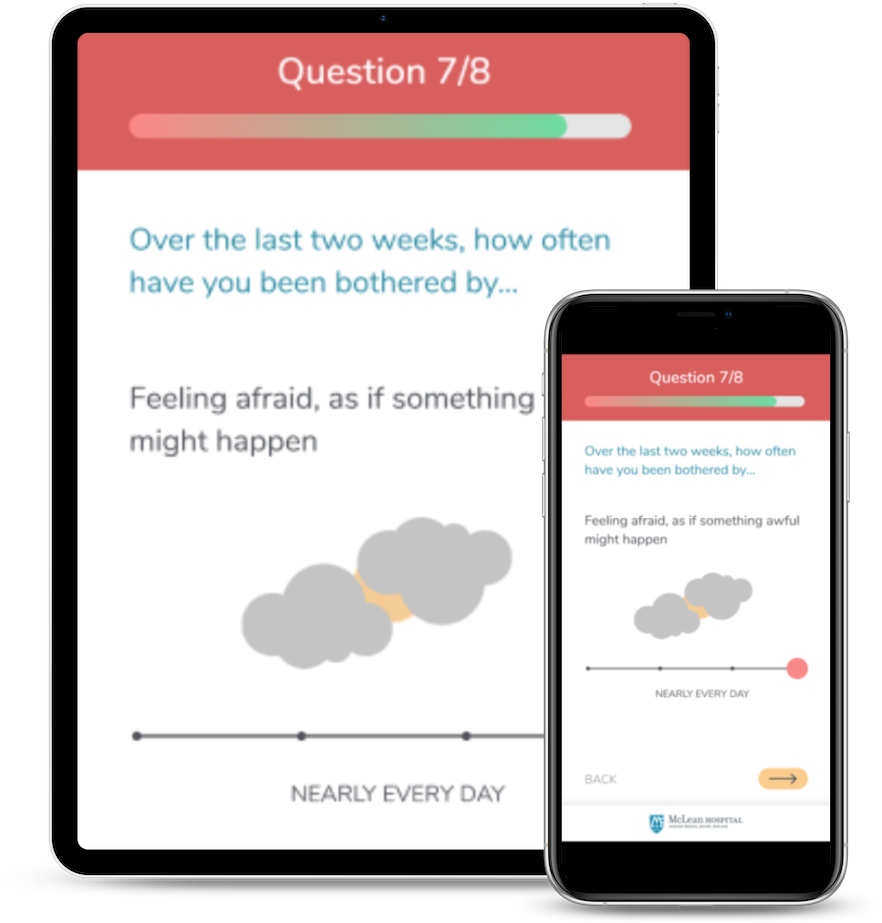 Question 7/8
Over the last two weeks, how often
have you been bothered by...
Feeling afraid, as if something
might happen
NEARLY EVERY DAY
Question 7/8
Over the last two weeks, how often
have you been bothered by...
Feeling afraid, as if something awful
might happen
NEARLY EVERY DAY
BACK
McLean HOSPITAL